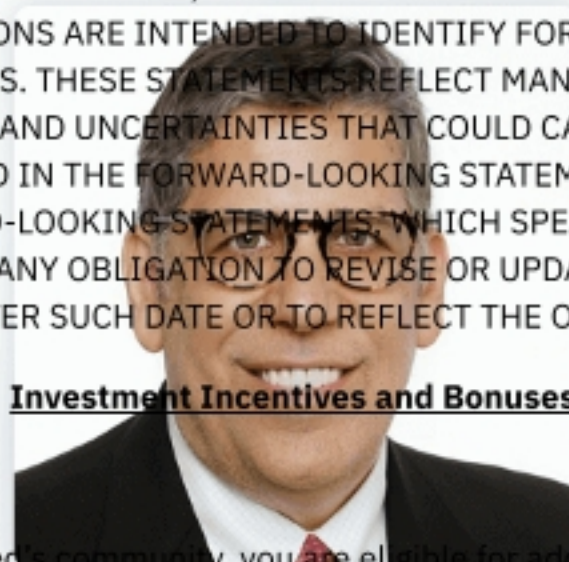 ONS ARE INTENDED TO IDENTIFY FOR
S. THESE STATEMENTS REFLECT MAN
AND UNCERTAINTIES THAT COULD CA
D IN THE FORWARD-LOOKING STATEM
D-LOOKING STATEMENTS, WHICH SPE
ANY OBLIGATION TO REVISE OR UPDA
ER SUCH DATE OR TO REFLECT THE O
Investment Incentives and Bonuses
ed's community, you are eligible for add